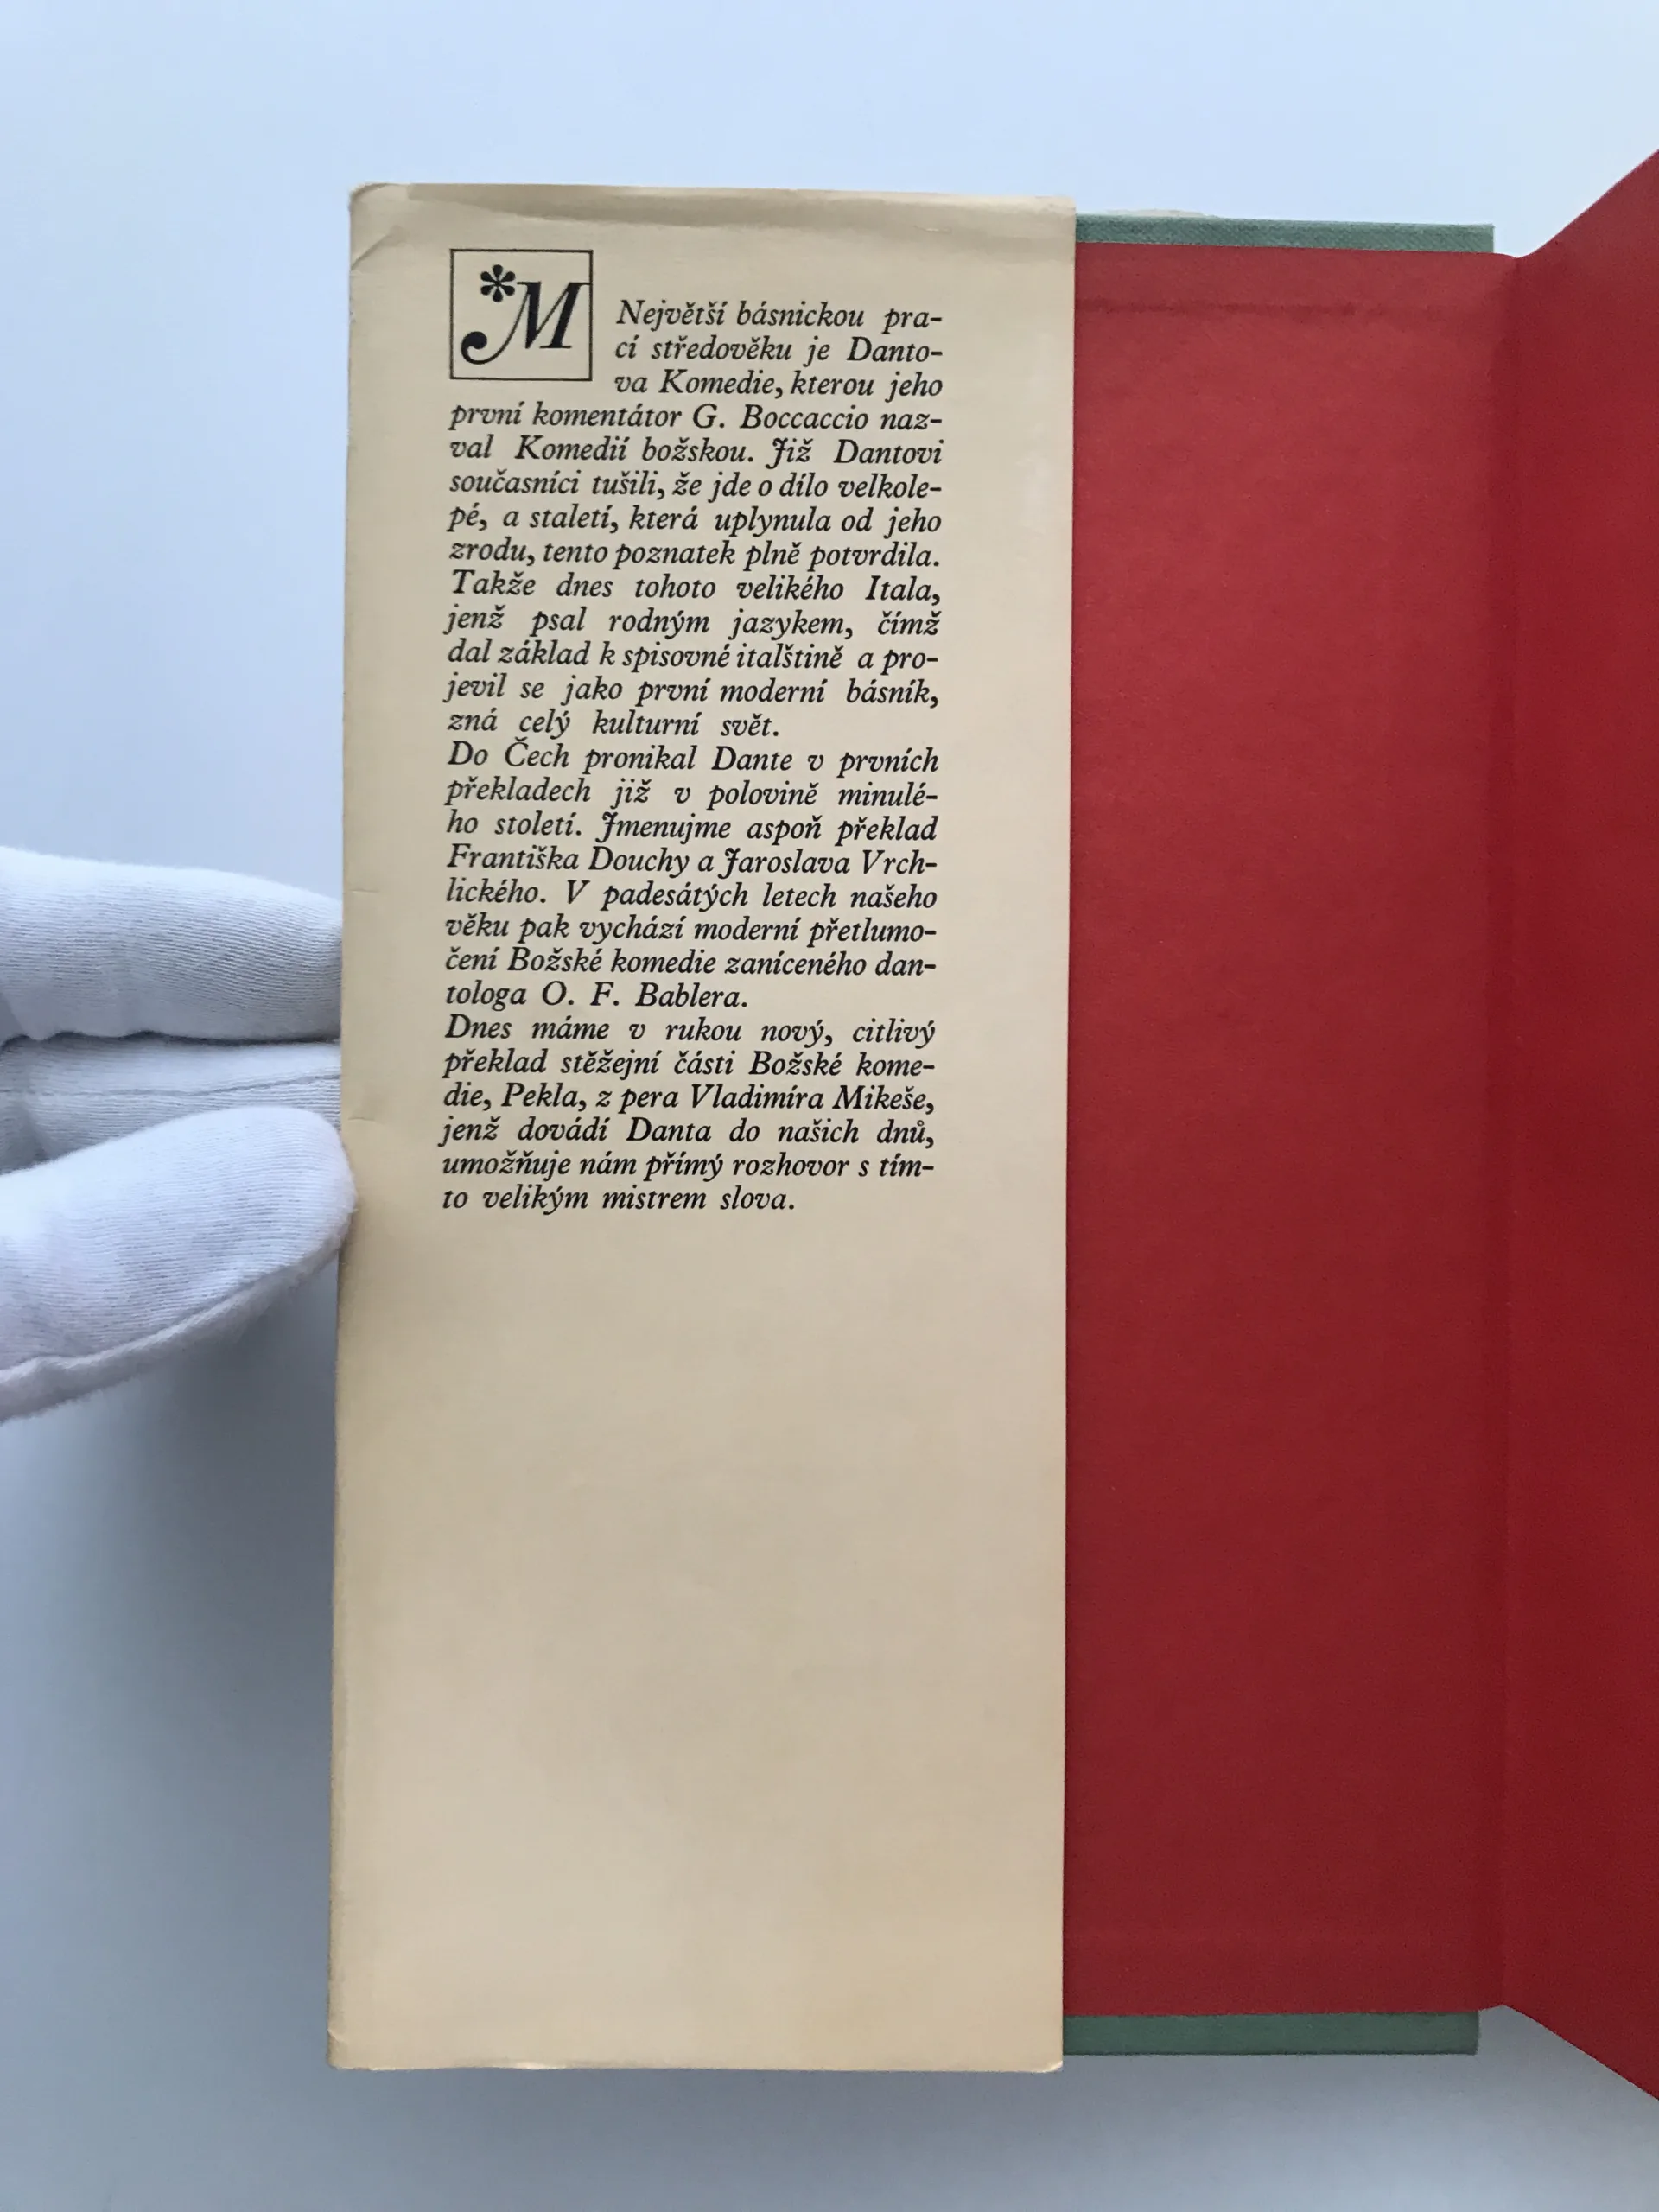 *M
Největší básnickou pra-
cí středověku je Danto-
va Komedie, kterou jeho
první komentátor G. Boccaccio naz-
val Komedií božskou. Již Dantovi
současníci tušili, že jde o dílo velkole-
pé, a staletí, která uplynula od jeho
zrodu, tento poznatek plně potvrdila.
Takže dnes tohoto velikého Itala,
jenž psal rodným jazykem, čímž
dal základ k spisovné italštině a pro-
jevil se jako první moderní básník,
zná celý kulturní svět.
Do Čech pronikal Dante v prvních
překladech již v polovině minulé-
ho století. Jmenujme aspoň překlad
Františka Douchy a Jaroslava Vrch-
lického. V padesátých letech našeho
věku pak vychází moderní přetlumo-
čení Božské komedie zaníceného dan-
tologa O. F. Bablera.
Dnes máme v rukou nový, citlivý
překlad stěžejní části Božské kome-
die, Pekla, z pera Vladimíra Mikeše,
jenž dovádí Danta do našich dnů,
umožňuje nám přímý rozhovor s tím-
to velikým mistrem slova.